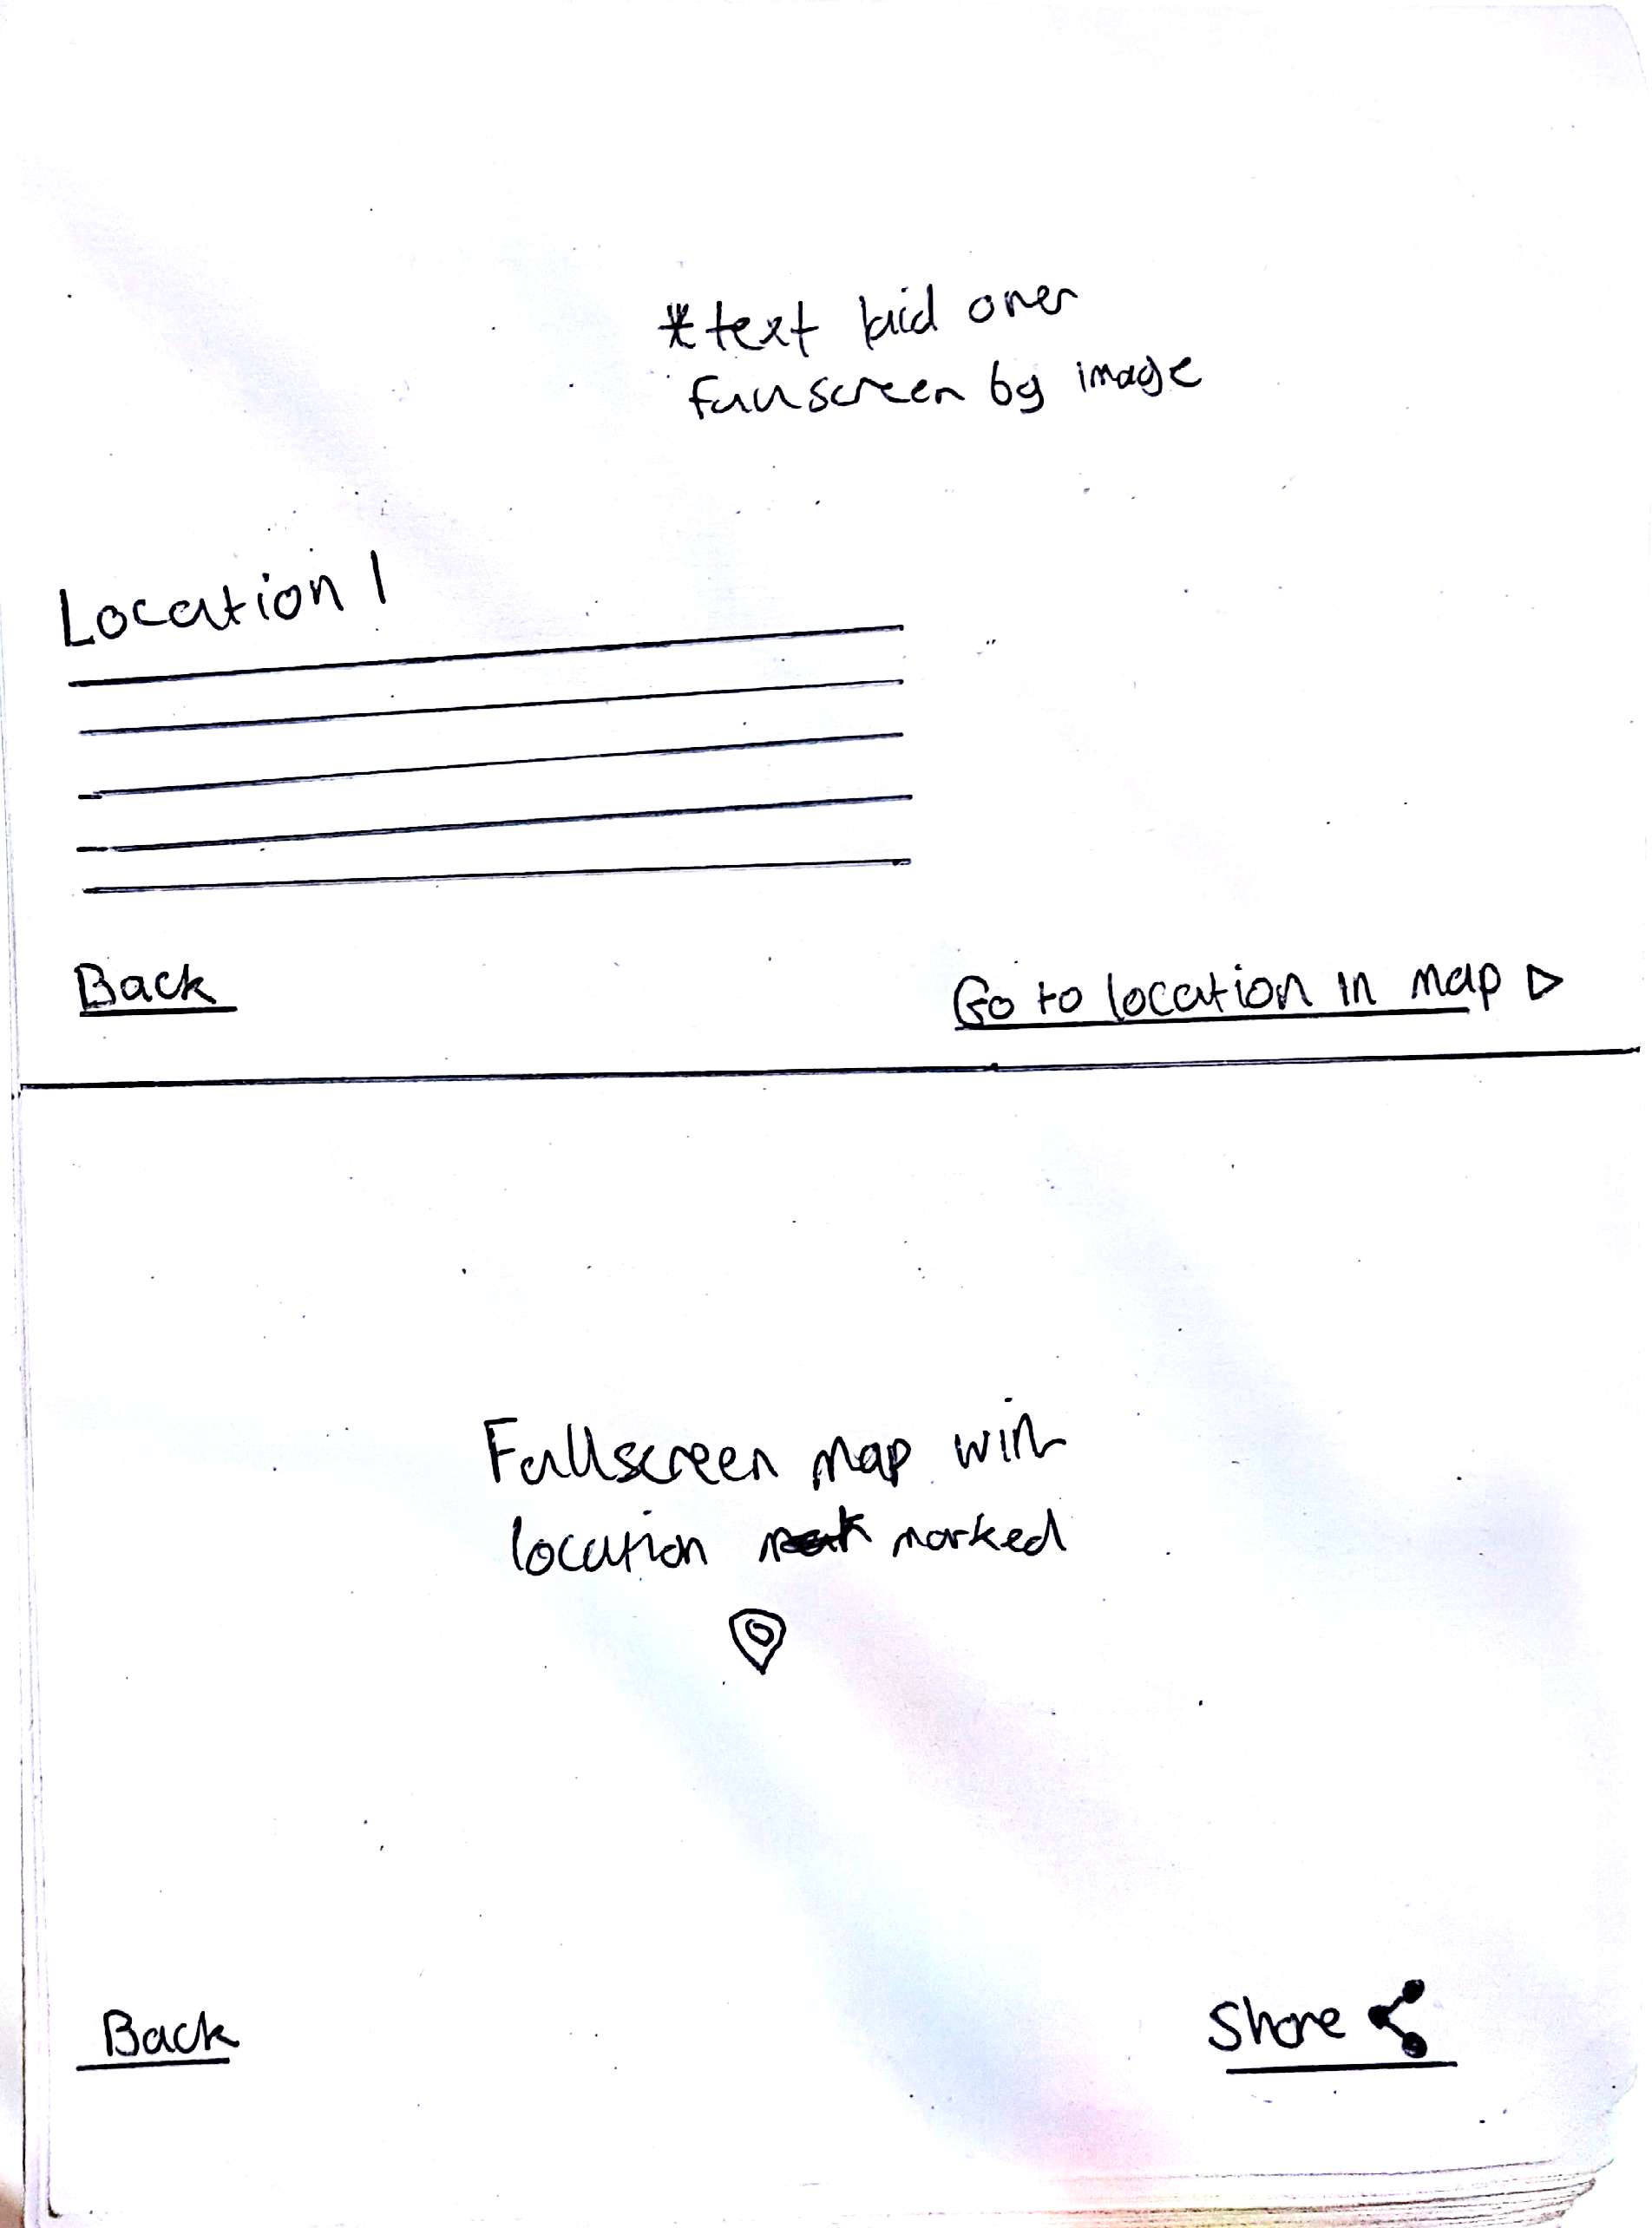 *text laid over
fullscreen bg image
Location 1
Back
Go to location in map
Fullscreen map with
location marked
Back
Share